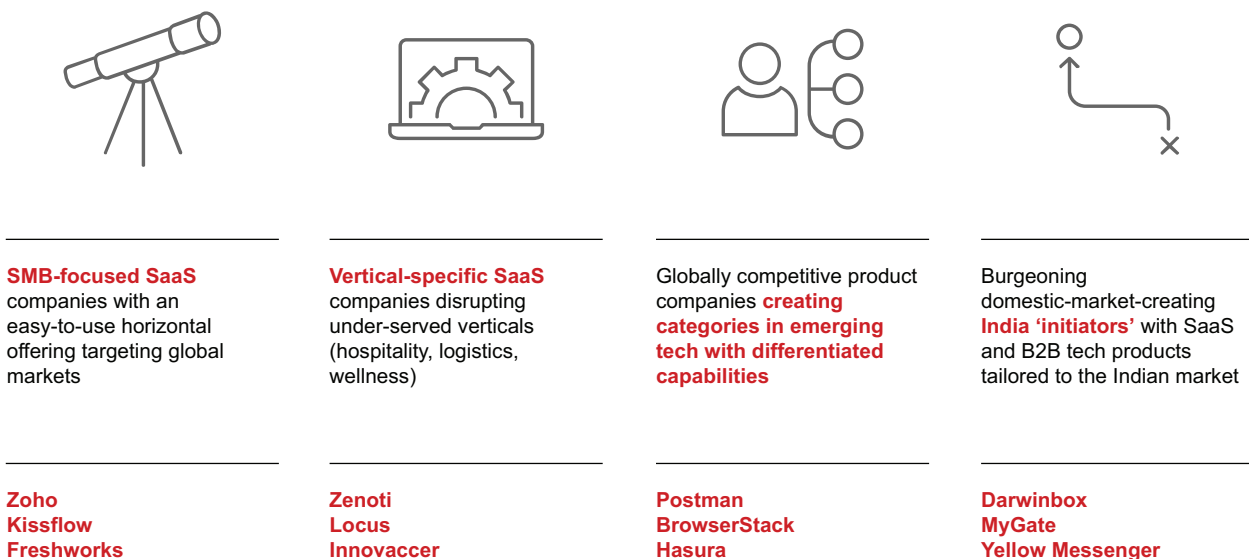 SMB-focused SaaS
companies with an
easy-to-use horizontal
offering targeting global
markets
Vertical-specific SaaS
companies disrupting
under-served verticals
(hospitality, logistics,
wellness)
Globally competitive product
companies creating
categories in emerging
tech with differentiated
capabilities
Burgeoning
domestic-market-creating
India ‘initiators’ with SaaS
and B2B tech products
tailored to the Indian market
Zoho
Kissflow
Freshworks
Zenoti
Locus
Innovaccer
Postman
BrowserStack
Hasura
Darwinbox
MyGate
Yellow Messenger